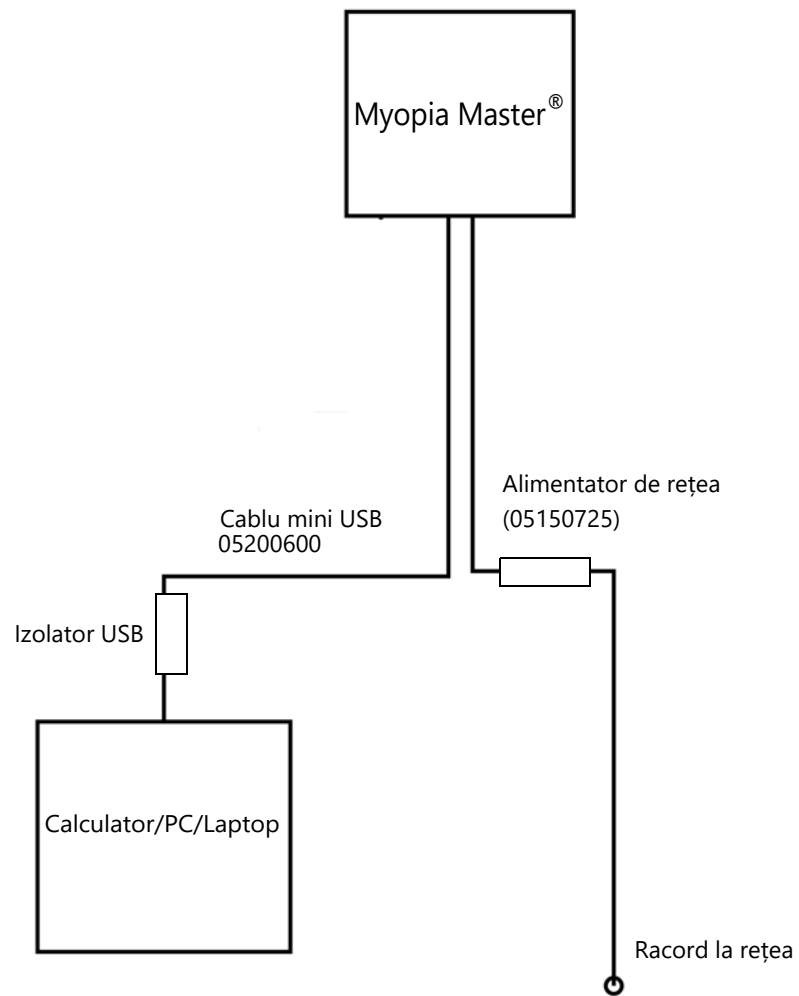 Myopia Master®
Alimentator de rețea
(05150725)
Cablu mini USB
05200600
Izolator USB
Calculator/PC/Laptop
Racord la rețea